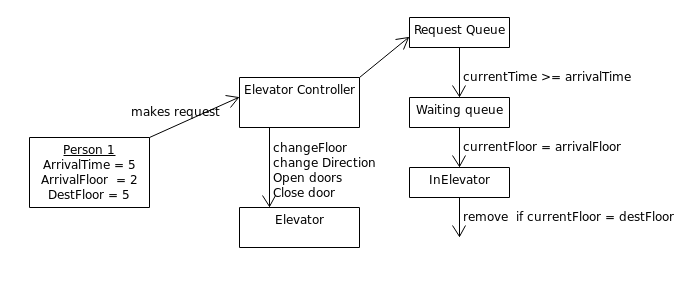 Request Queue
currentTime >= arrivalTime
Elevator Controller
makes request
Waiting queue
Person 1
ArrivalTime = 5
ArrivalFloor  = 2
DestFloor = 5
changeFloor
change Direction
Open doors
Close door
currentFloor = arrivalFloor
InElevator
Elevator
remove  if currentFloor = destFloor